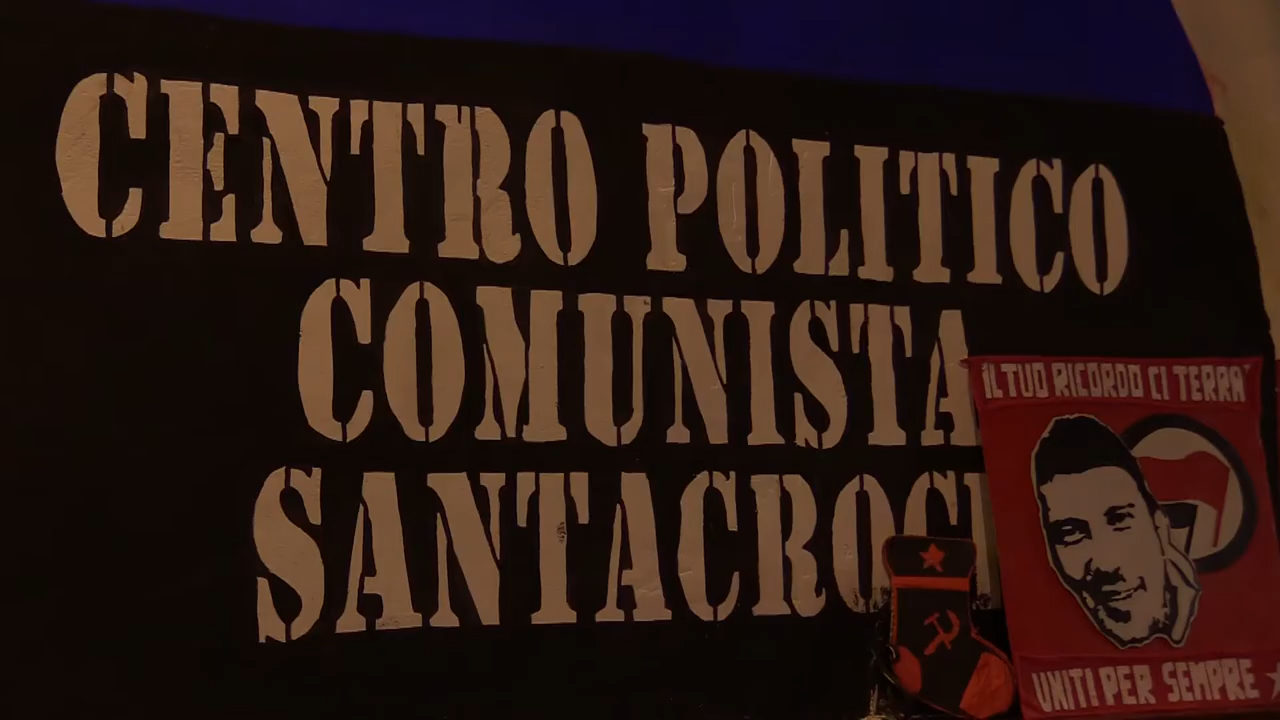 CENTRO POLITICO
COMUNISTA
SANTACROC
IL TUO RICORDO CI TERRA'
UNITI PER SEMPRE